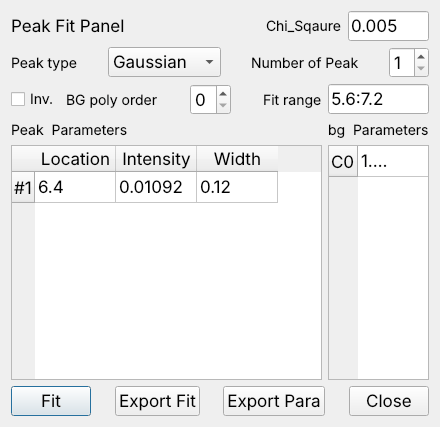 Peak Fit Panel Chi_Sqaure 0.005
Peak type Gaussian Number of Peak 1
Inv. BG poly order 0 Fit range 5.6:7.2
Peak Parameters bg Parameters
Location Intensity Width C0 1....
#1 6.4 0.01092 0.12
Fit Export Fit Export Para Close